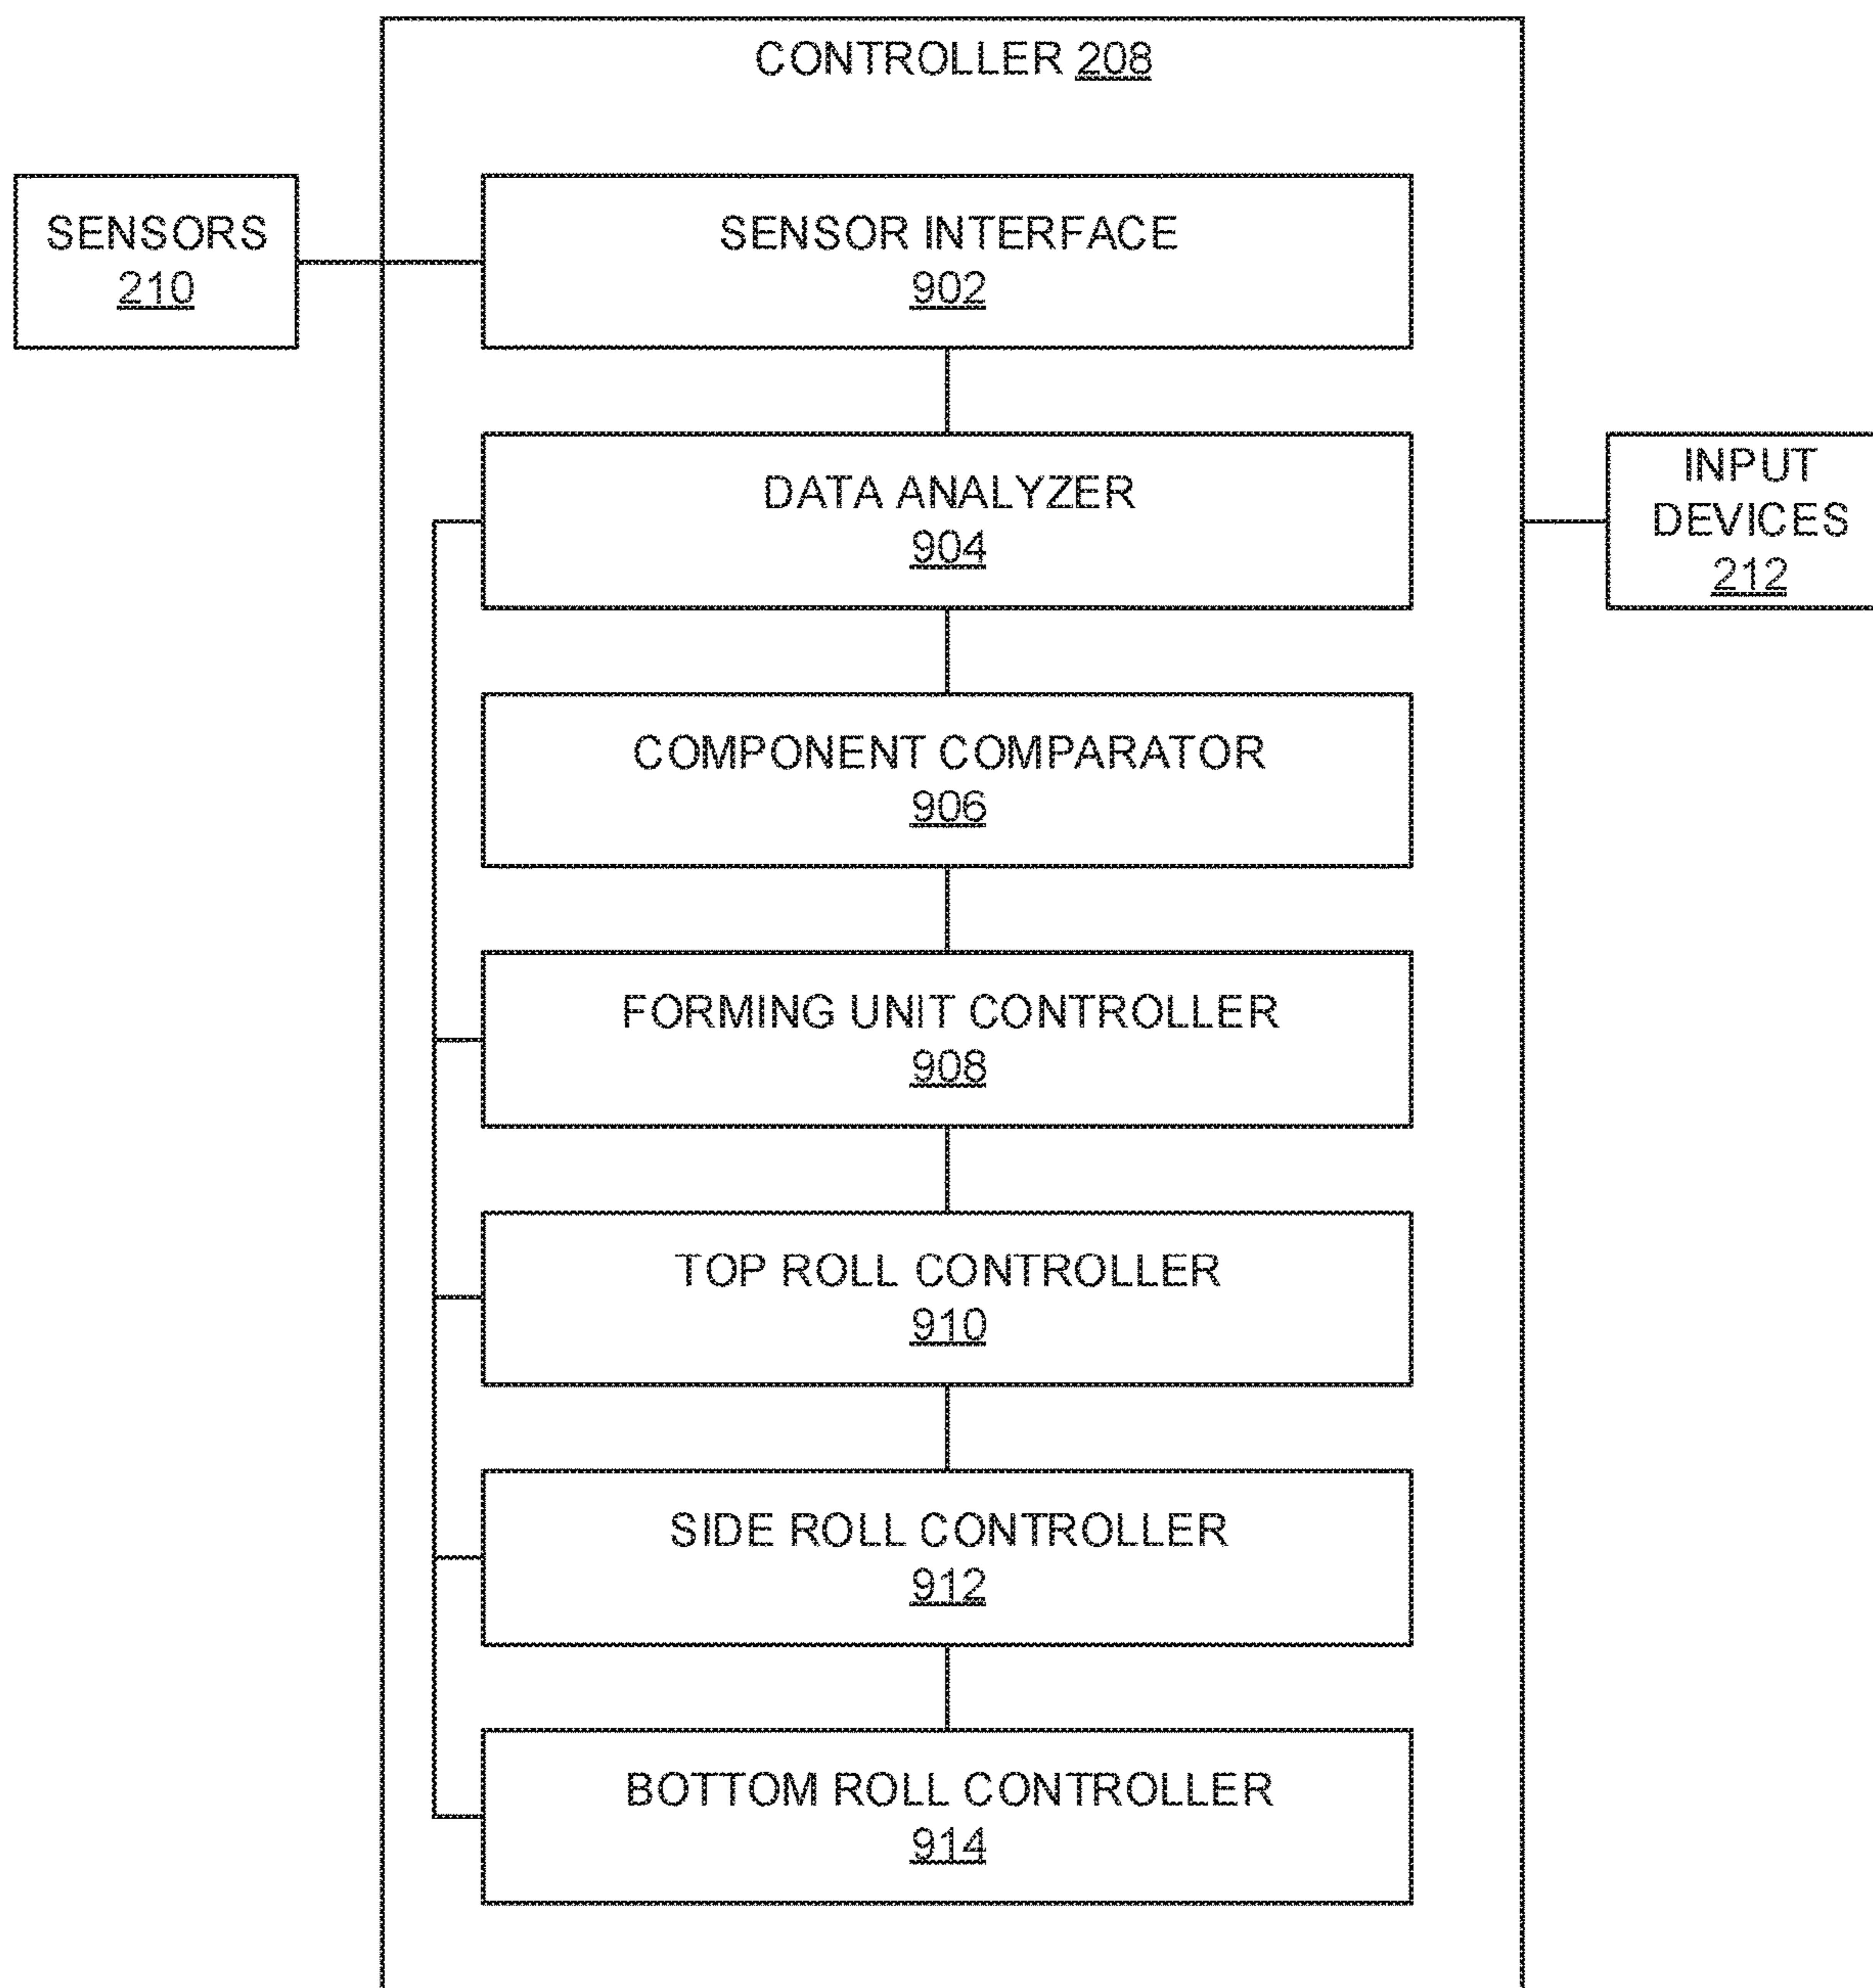 CONTROLLER 208
SENSORS
210
SENSOR INTERFACE
902
DATA ANALYZER
904
INPUT
DEVICES
212
COMPONENT COMPARATOR
906
FORMING UNIT CONTROLLER
908
TOP ROLL CONTROLLER
910
SIDE ROLL CONTROLLER
912
BOTTOM ROLL CONTROLLER
914